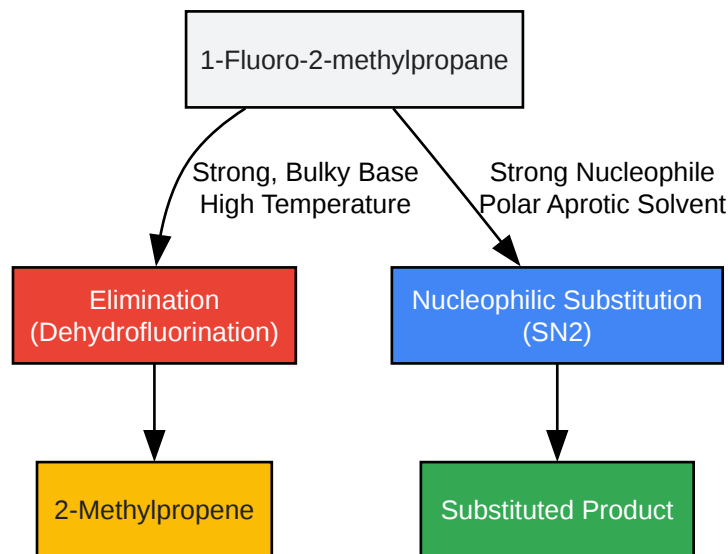 1-Fluoro-2-methylpropane
Strong, Bulky Base
High Temperature
Strong Nucleophile
Polar Aprotic Solvent
Elimination
(Dehydrofluorination)
Nucleophilic Substitution
(SN2)
2-Methylpropene
Substituted Product